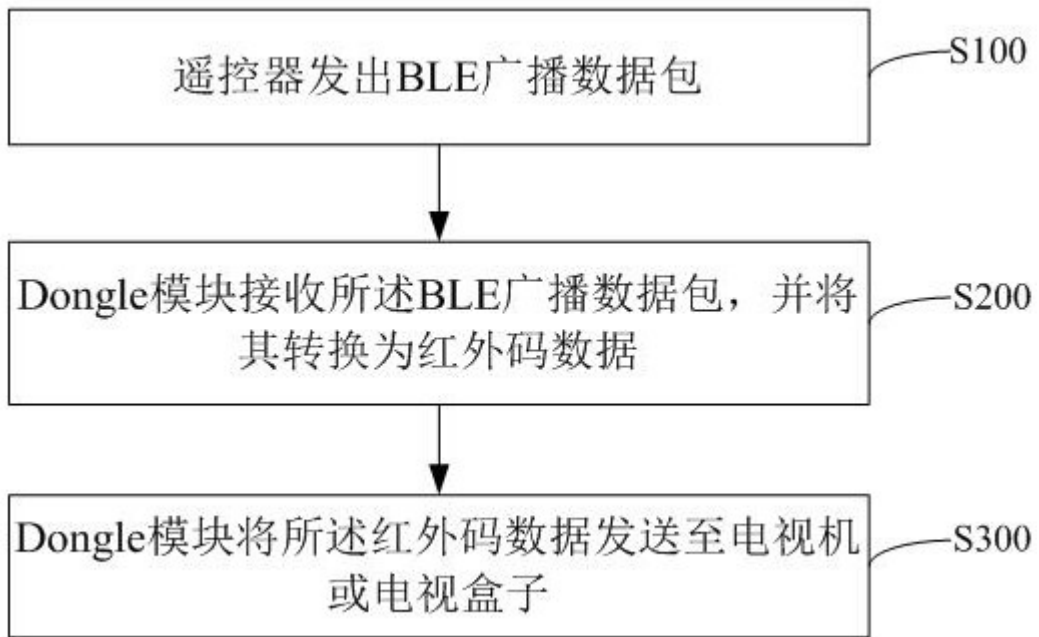 遥控器发出BLE广播数据包
S100
Dongle模块接收所述BLE广播数据包，并将
其转换为红外码数据
S200
Dongle模块将所述红外码数据发送至电视机
或电视盒子
S300